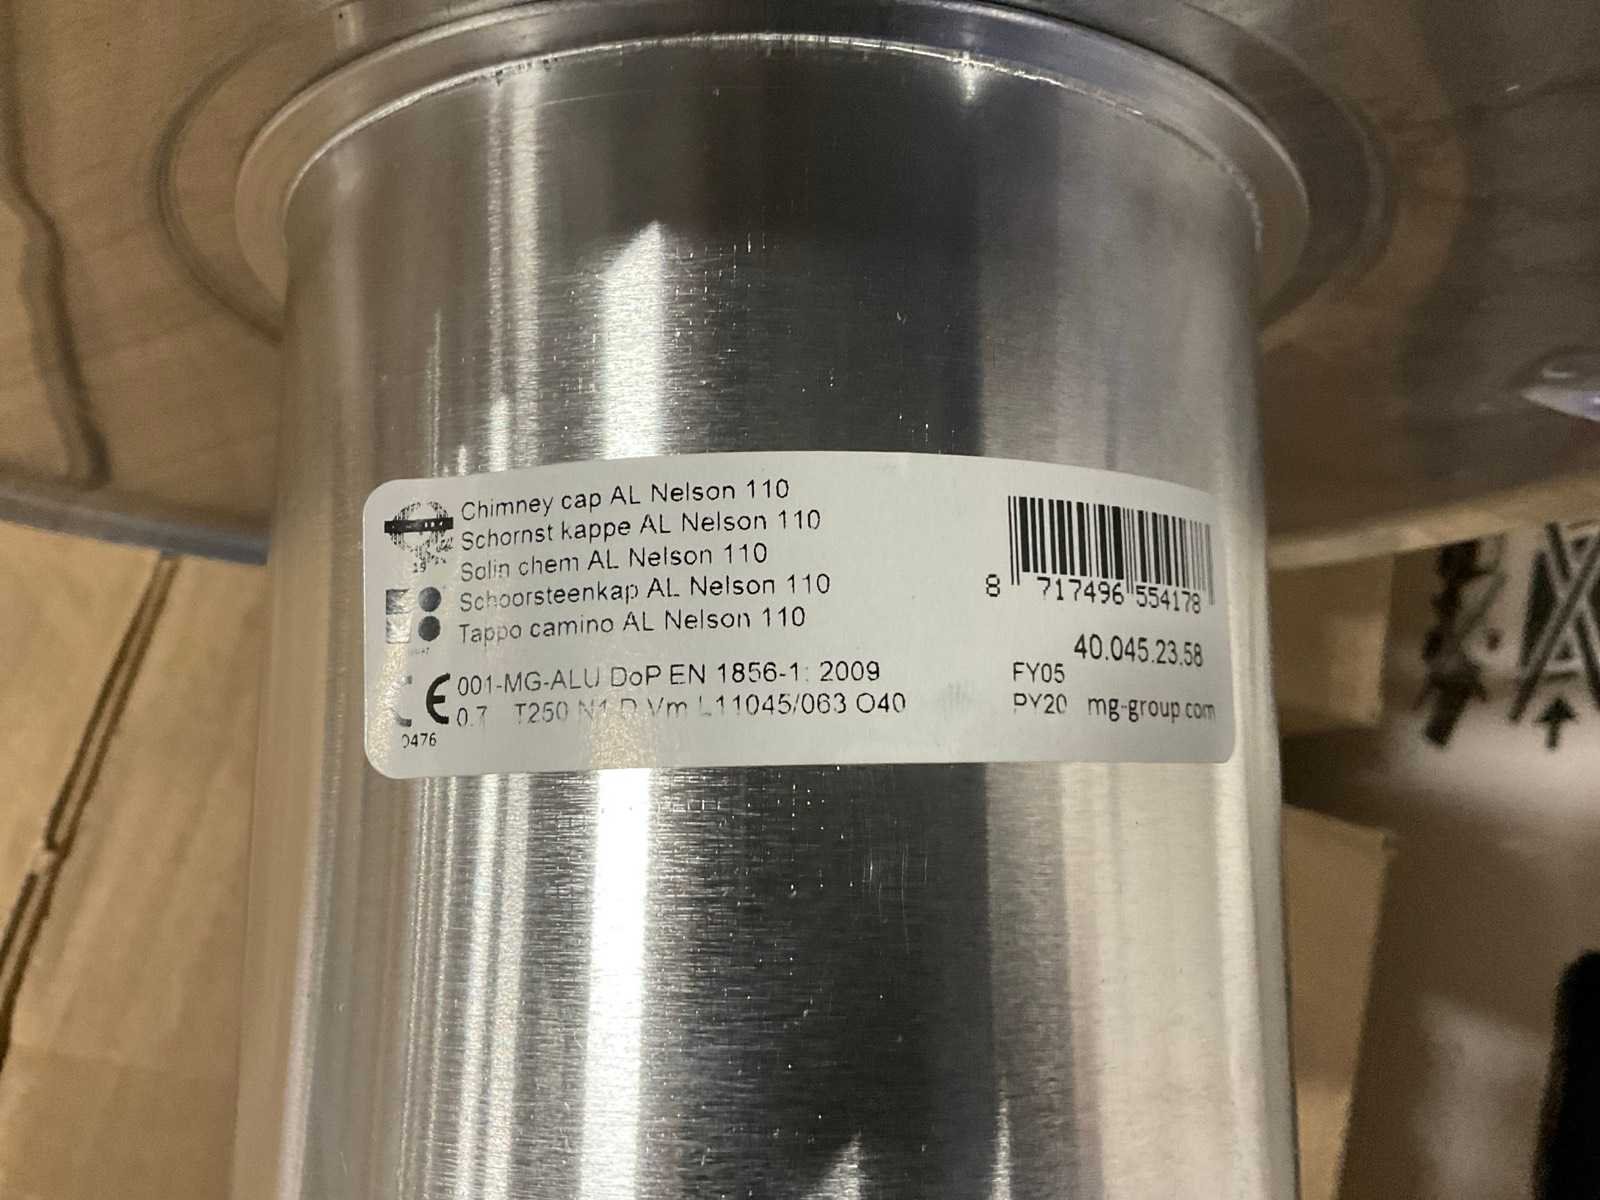 Chimney cap AL Nelson 110
Schornst kappe AL Nelson 110
Solin chem AL Nelson 110
Schoorsteenkap AL Nelson 110
Tappo camino AL Nelson 110
CE 001-MG-ALU DoP EN 1856-1: 2009
0.7 T250 N1 D Vm L11045/063 O40
0476
8 717496 554178
40.045.23.58
FY05
PY20 mg-group.com